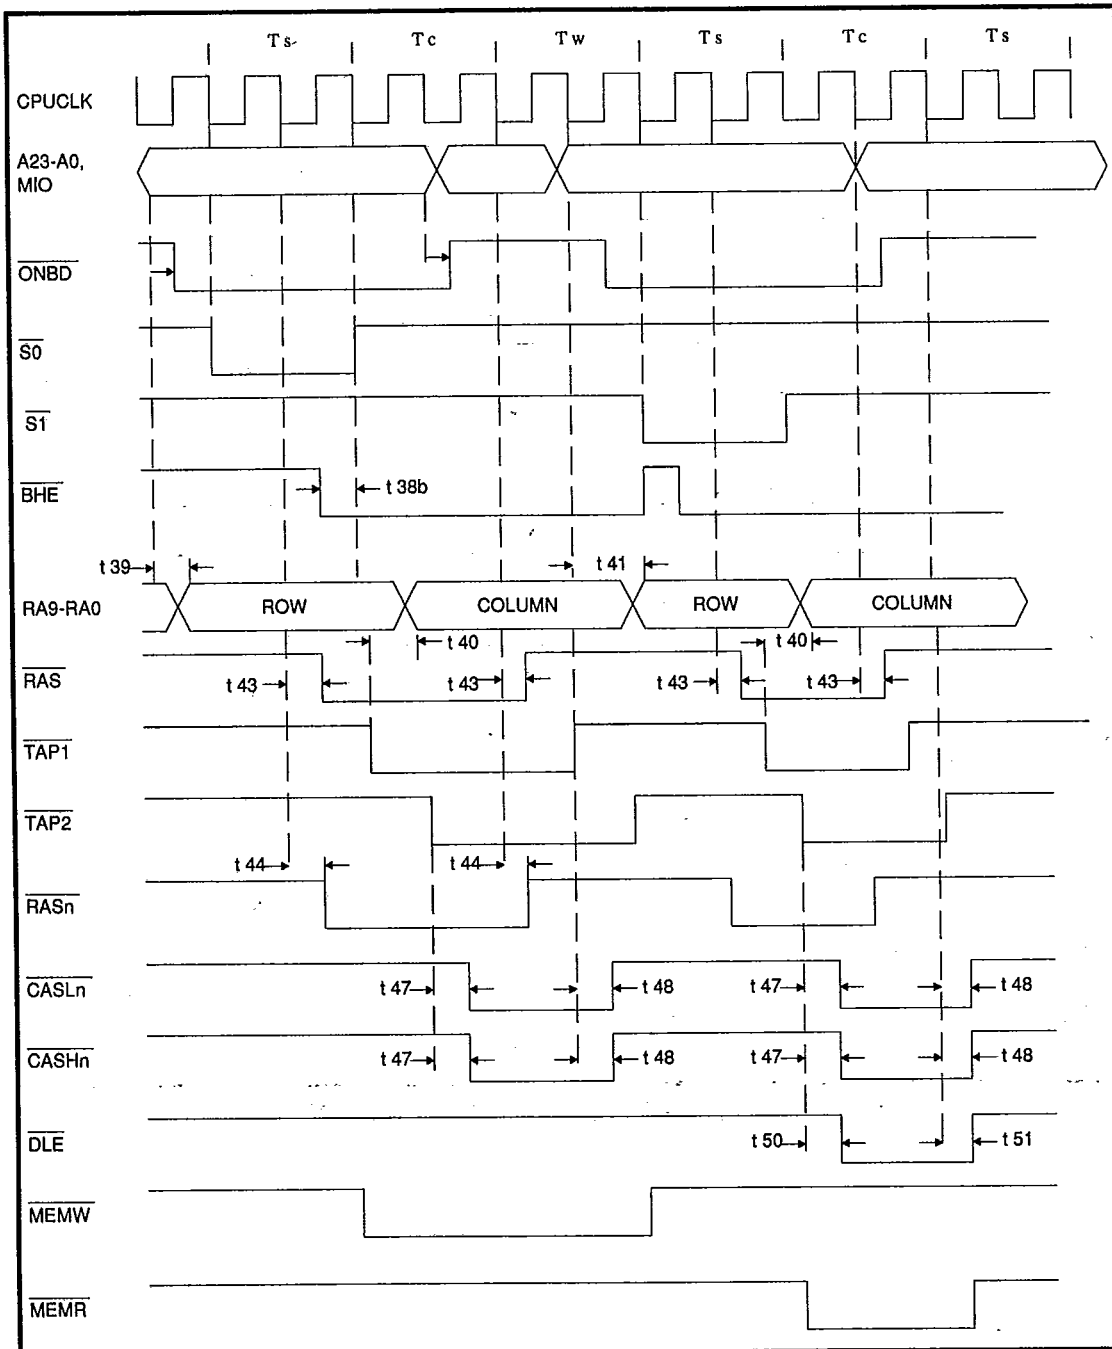 Ts Tc Tw Ts Tc Ts
CPUCLK
A23-A0,
MIO
ONBD
S0
S1
BHE
t 38b
t 39
t 41
RA9-RA0
ROW COLUMN ROW COLUMN
t 40 t 40
RAS
t 43 t 43 t 43 t 43
TAP1
TAP2
t 44 t 44
RASn
CASLn
t 47 t 48 t 47 t 48
CASHn
t 47 t 48 t 47 t 48
DLE
t 50 t 51
MEMW
MEMR